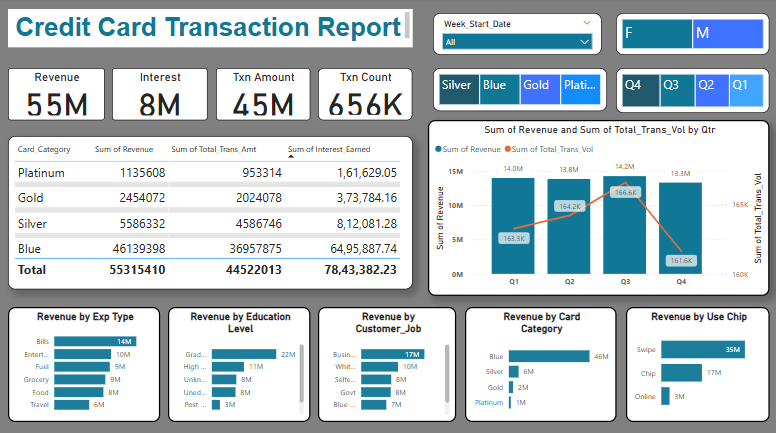 Credit Card Transaction Report
Week_Start_Date
All
F M
Revenue
55M
Interest
8M
Txn Amount
45M
Txn Count
656K
Silver Blue Gold Plati...
Q4 Q3 Q2 Q1
Card_Category Sum of Revenue Sum of Total_Trans_Amt Sum of Interest_Earned
Platinum 1135608 953314 1,61,629.05
Gold 2454072 2024078 3,73,784.16
Silver 5586332 4586746 8,12,081.28
Blue 46139398 36957875 64,95,887.74
Total 55315410 44522013 78,43,382.23
Sum of Revenue and Sum of Total_Trans_Vol by Qtr
Sum of Revenue Sum of Total_Trans_Vol
Sum of Revenue
15M
10M
5M
0M
14.0M 13.8M 14.2M 13.3M
163.3K 164.2K 166.6K 161.6K
Q1 Q2 Q3 Q4
165K
160K
Sum of Total_Trans_Vol
Revenue by Exp Type
Bills 14M
Entert... 10M
Fuel 9M
Grocery 9M
Food 8M
Travel 6M
Revenue by Education
Level
Grad... 22M
High ... 11M
Unkn... 8M
Uned... 8M
Post ... 3M
Revenue by
Customer_Job
Busin... 17M
Whit... 10M
Selfe... 8M
Govt 8M
Blue-... 7M
Revenue by Card
Category
Blue 46M
Silver 6M
Gold 2M
Platinum 1M
Revenue by Use Chip
Swipe 35M
Chip 17M
Online 3M